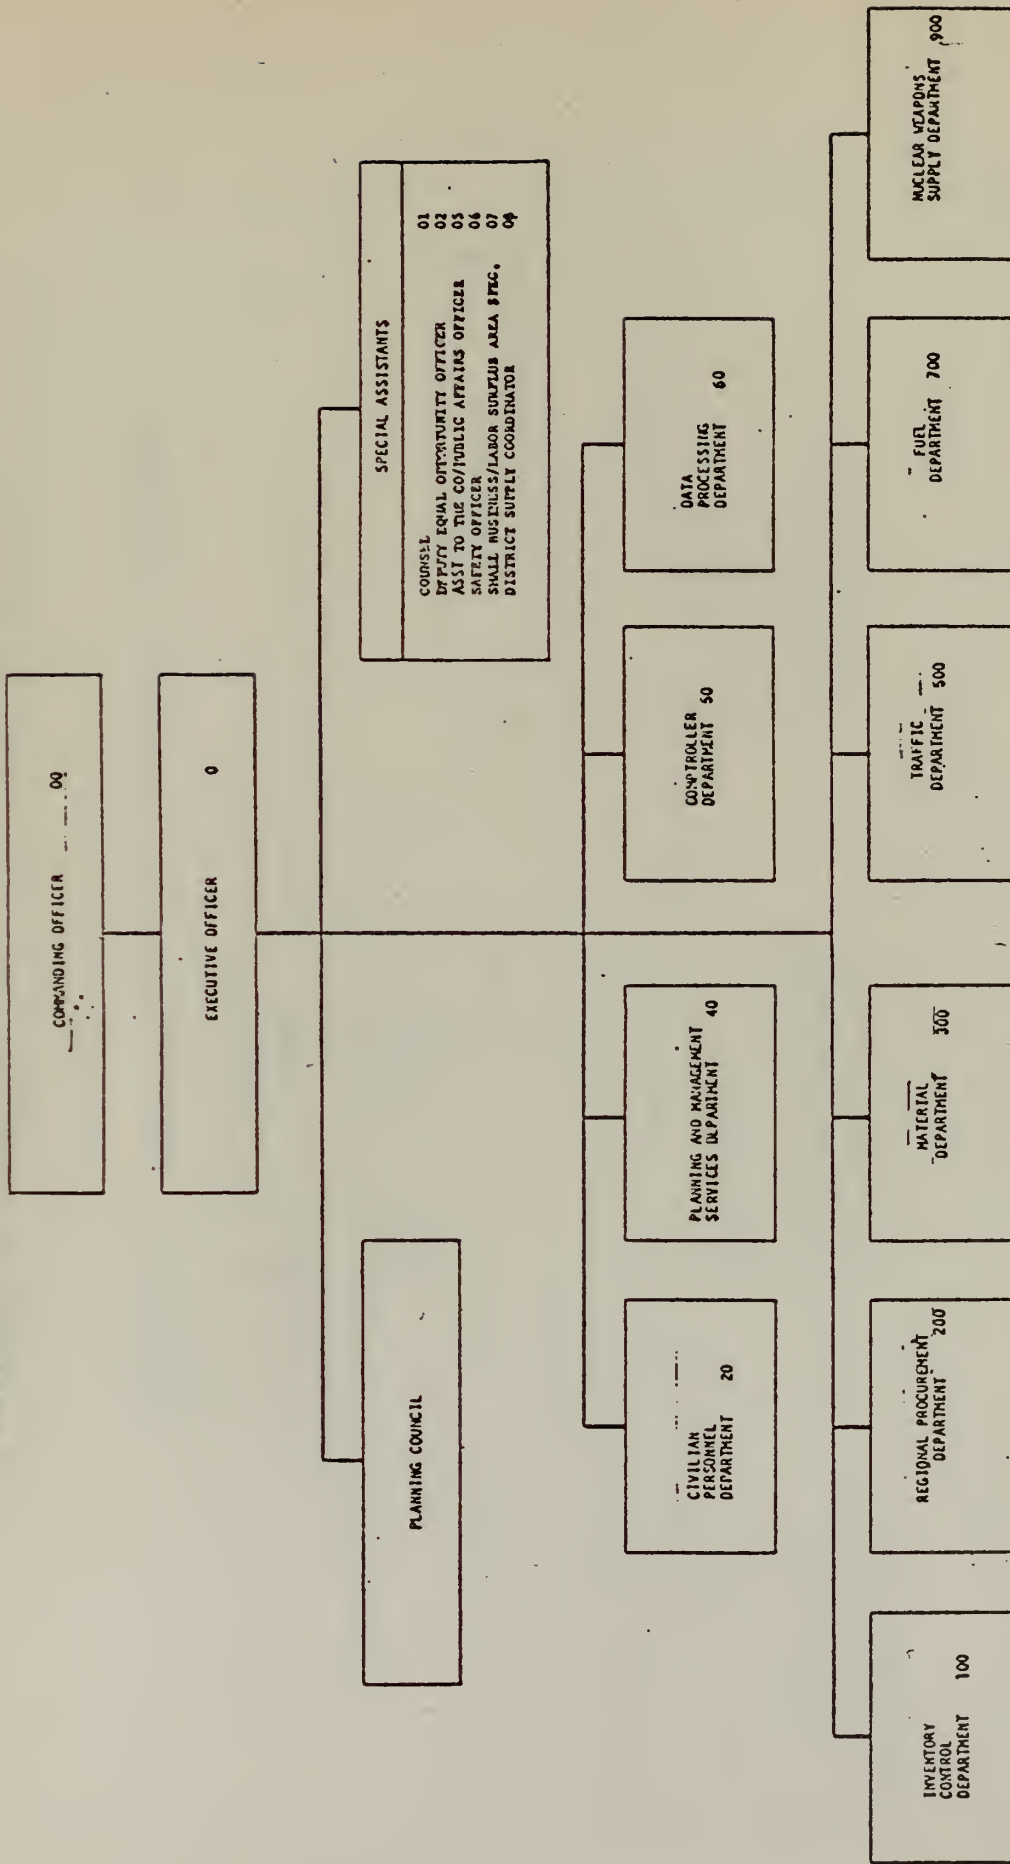 COMMANDING OFFICER 00
EXECUTIVE OFFICER 0
PLANNING COUNCIL
SPECIAL ASSISTANTS
COUNSEL 01
DEPUTY EQUAL OPPORTUNITY OFFICER 02
ASST TO THE CO/PUBLIC AFFAIRS OFFICER 05
SAFETY OFFICER 06
SMALL BUSINESS/LABOR SURPLUS AREA SPEC. 07
DISTRICT SUPPLY COORDINATOR
CIVILIAN
PERSONNEL
DEPARTMENT 20
PLANNING AND MANAGEMENT
SERVICES DEPARTMENT 40
COMPTROLLER
DEPARTMENT 50
DATA
PROCESSING
DEPARTMENT 60
INVENTORY
CONTROL
DEPARTMENT 100
REGIONAL PROCUREMENT
DEPARTMENT 200
MATERIAL
DEPARTMENT 300
TRAFFIC
DEPARTMENT 500
FUEL
DEPARTMENT 700
NUCLEAR WEAPONS
SUPPLY DEPARTMENT 900